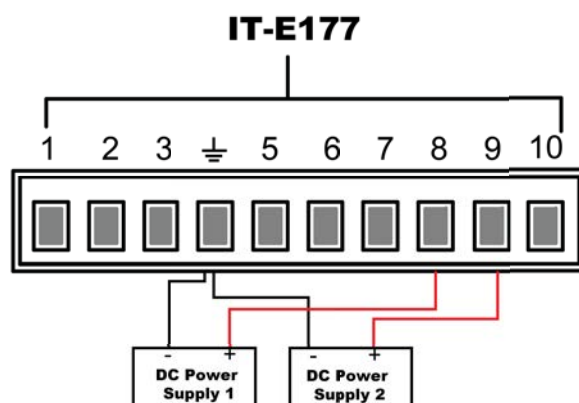 IT-E177
1 2 3 ⏚ 5 6 7 8 9 10
- + - +
DC Power
Supply 1
DC Power
Supply 2